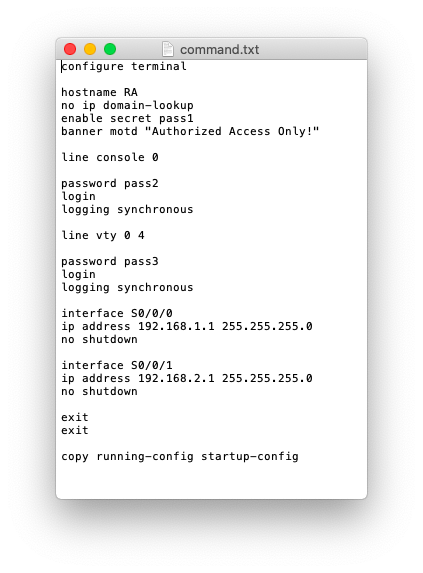 command.txt
configure terminal
hostname RA
no ip domain-lookup
enable secret pass1
banner motd "Authorized Access Only!"
line console 0
password pass2
login
logging synchronous
line vty 0 4
password pass3
login
logging synchronous
interface S0/0/0
ip address 192.168.1.1 255.255.255.0
no shutdown
interface S0/0/1
ip address 192.168.2.1 255.255.255.0
no shutdown
exit
exit
copy running-config startup-config